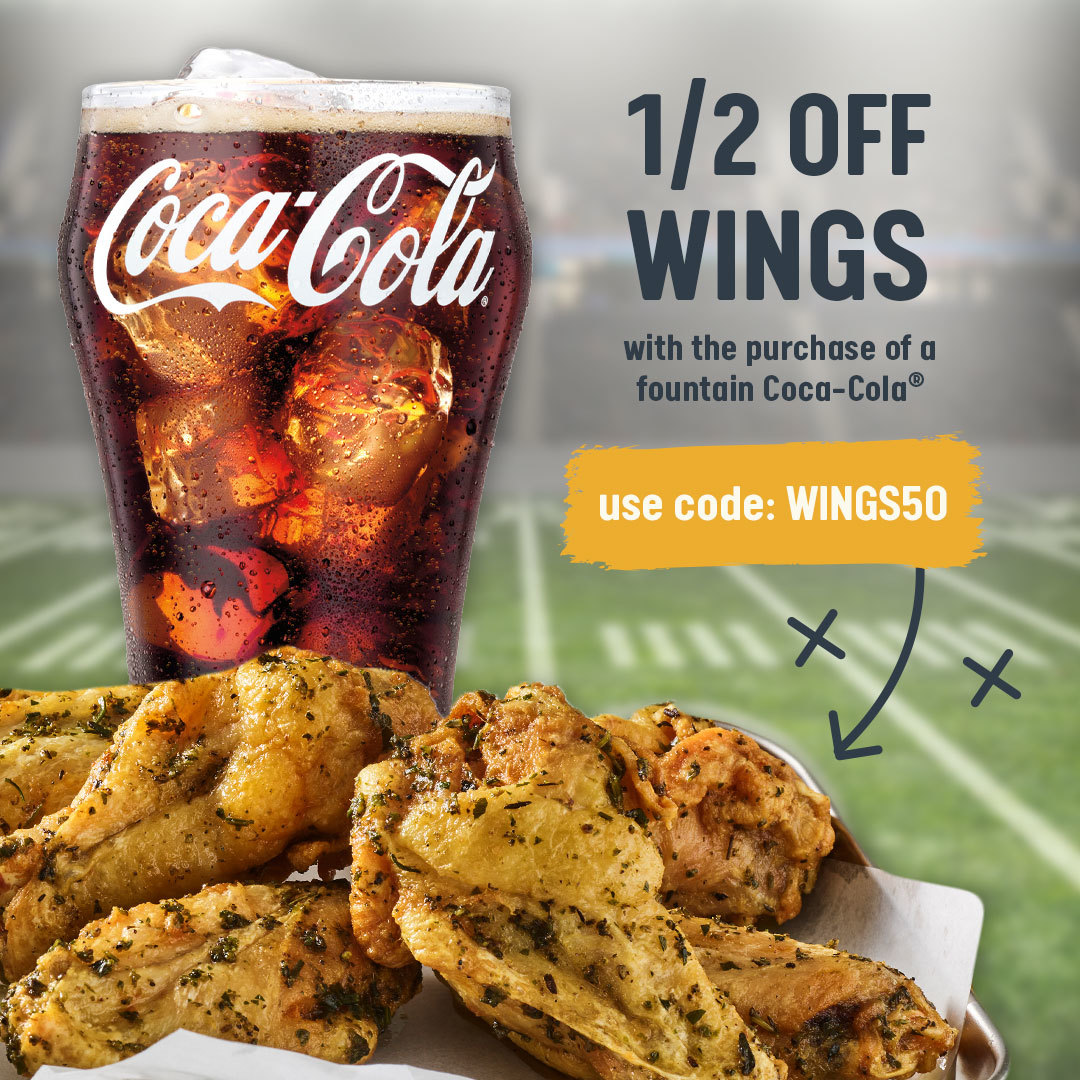 Coca-Cola®
1/2 OFF
WINGS
with the purchase of a
fountain Coca-Cola®
use code: WINGS50